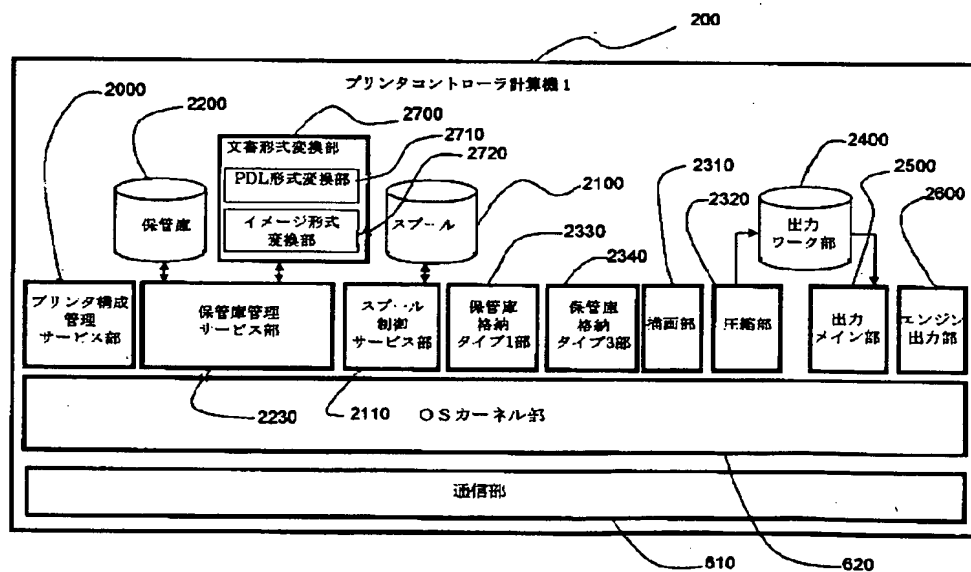 200
プリンタコントローラ計算機1
2000
2200
2700
2710
2720
2400
2500
2600
文書形式変換部
PDL形式変換部
イメージ形式
変換部
保管庫
スプール
2100
2310
2320
2330
2340
出力
ワーク部
プリンタ構成
管理
サービス部
保管庫管理
サービス部
スプール
制御
サービス部
保管庫
格納
タイプ1部
保管庫
格納
タイプ3部
描画部
圧縮部
出力
メイン部
エンジン
出力部
2230
2110
OSカーネル部
通信部
610
620